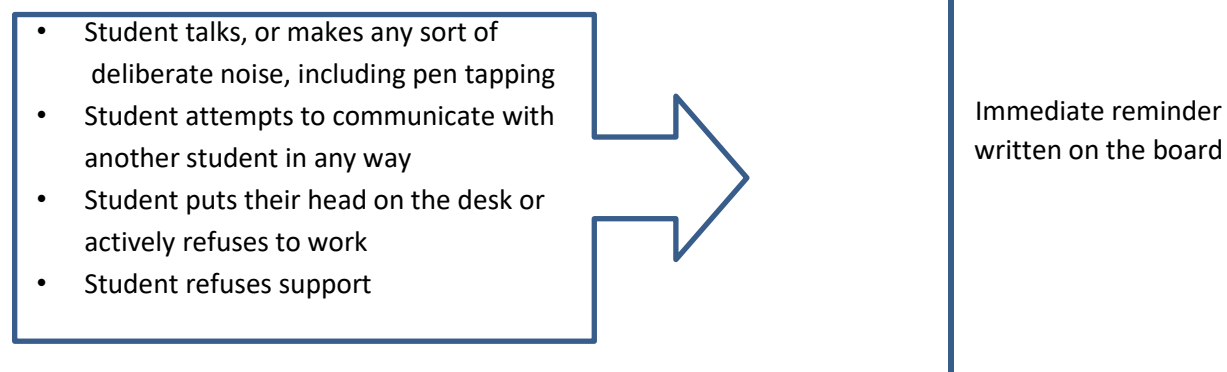 • Student talks, or makes any sort of
deliberate noise, including pen tapping
• Student attempts to communicate with
another student in any way
• Student puts their head on the desk or
actively refuses to work
• Student refuses support
Immediate reminder
written on the board